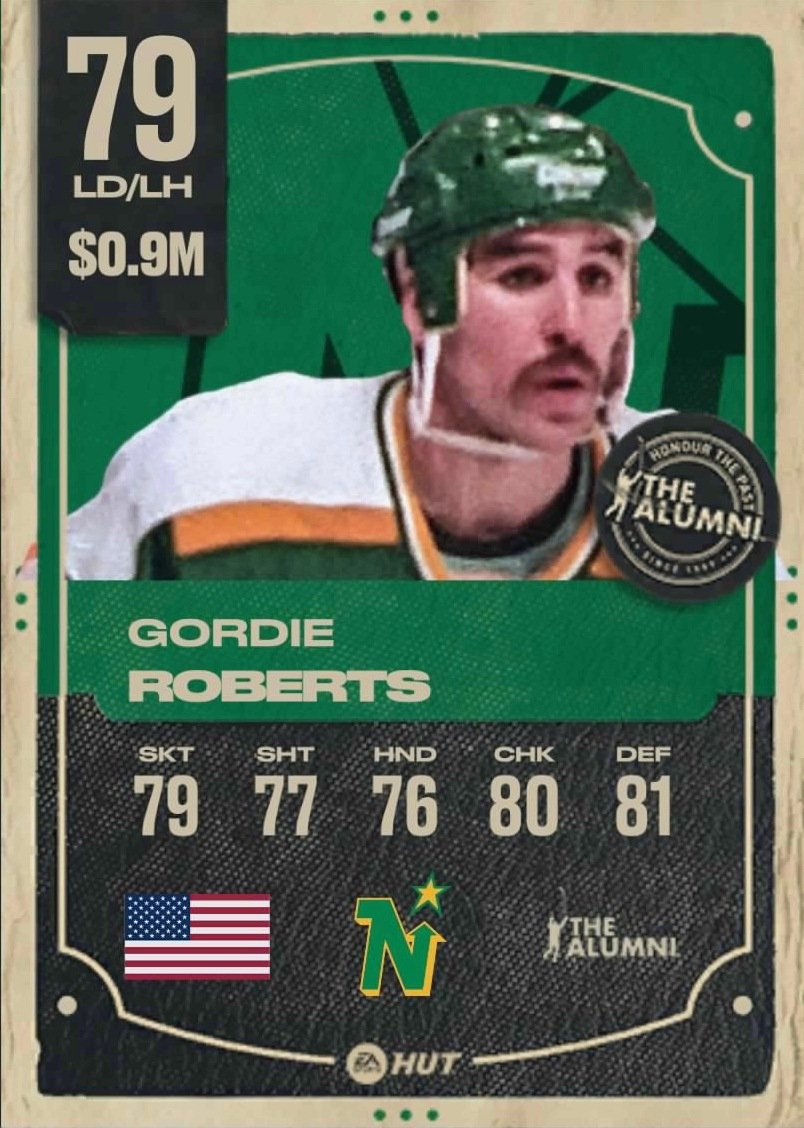 79
LD/LH
$0.9M
HONOUR THE PAST
THE
ALUMNI
GORDIE
ROBERTS
SKT SHT HND CHK DEF
79 77 76 80 81
N
THE
ALUMNI
EA
HUT